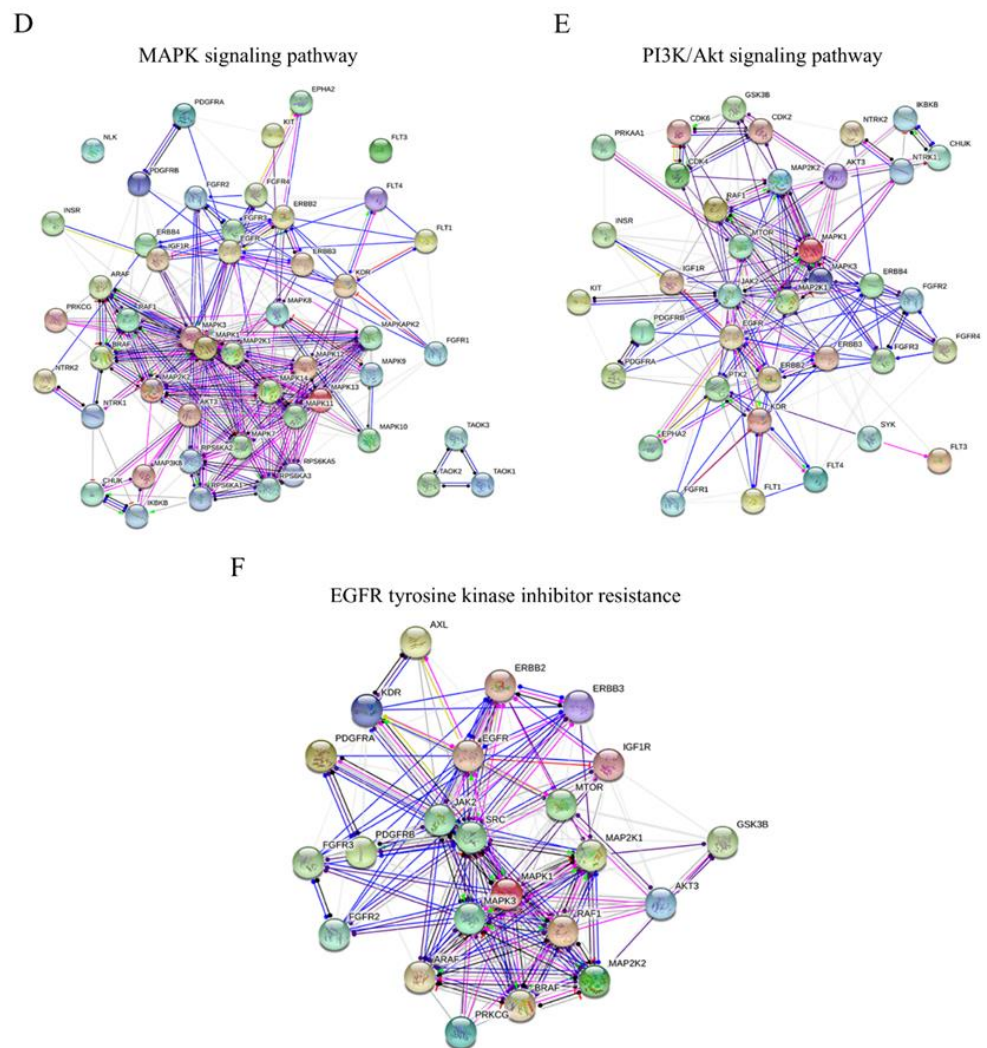 D
MAPK signaling pathway
EPHA2
PDGFRA
KIT
NLK
FLT3
PDGFRB
FGFR2
FGFR4
FLT4
INSR
FGFR3
ERBB2
ERBB4
EGFR
FLT1
IGF1R
ERBB3
ARAF
KDR
PRKCG
RAF1
MAPK8
MAPK3
MAPKAPK2
BRAF
MAPK1
MAP2K1
FGFR1
MAPK12
MAPK9
NTRK2
MAP2K2
MAPK14
MAPK13
NTRK1
AKT3
MAPK11
MAPK10
MAPK7
TAOK3
RPS6KA2
MAP3K8
RPS6KA5
CHUK
RPS6KA3
TAOK2
TAOK1
RPS6KA1
IKBKB
E
PI3K/Akt signaling pathway
GSK3B
IKBKB
CDK6
CDK2
NTRK2
PRKAA1
CHUK
CDK4
MAP2K2
AKT3
NTRK1
RAF1
INSR
MTOR
MAPK1
MAPK3
IGF1R
JAK2
ERBB4
KIT
MAP2K1
FGFR2
PDGFRB
EGFR
ERBB3
FGFR4
PDGFRA
ERBB2
FGFR3
PTK2
KDR
EPHA2
SYK
FLT3
FLT4
FGFR1
FLT1
F
EGFR tyrosine kinase inhibitor resistance
AXL
ERBB2
KDR
ERBB3
PDGFRA
EGFR
IGF1R
MTOR
JAK2
SRC
GSK3B
PDGFRB
MAP2K1
FGFR3
MAPK1
AKT3
MAPK3
FGFR2
RAF1
ARAF
MAP2K2
BRAF
PRKCG